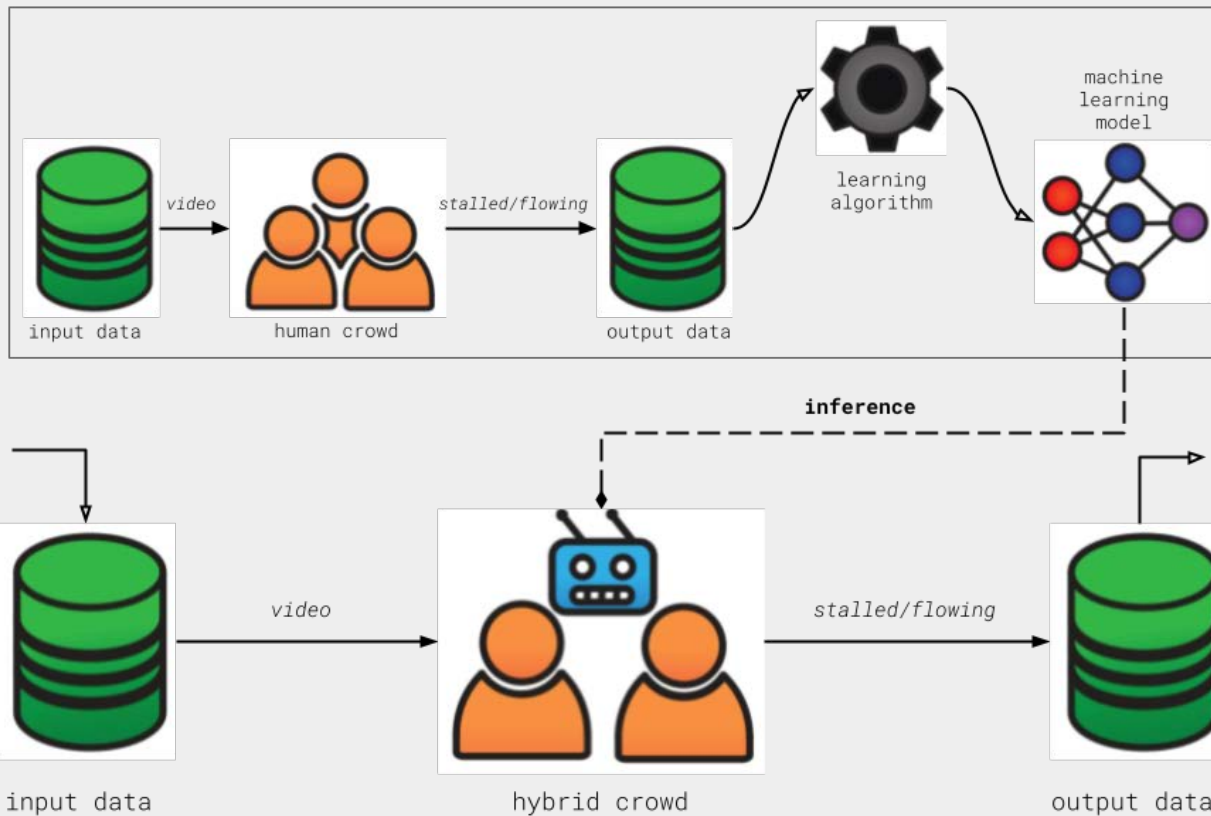 machine
learning
model
video
stalled/flowing
learning
algorithm
input data
human crowd
output data
inference
video
stalled/flowing
input data
hybrid crowd
output data